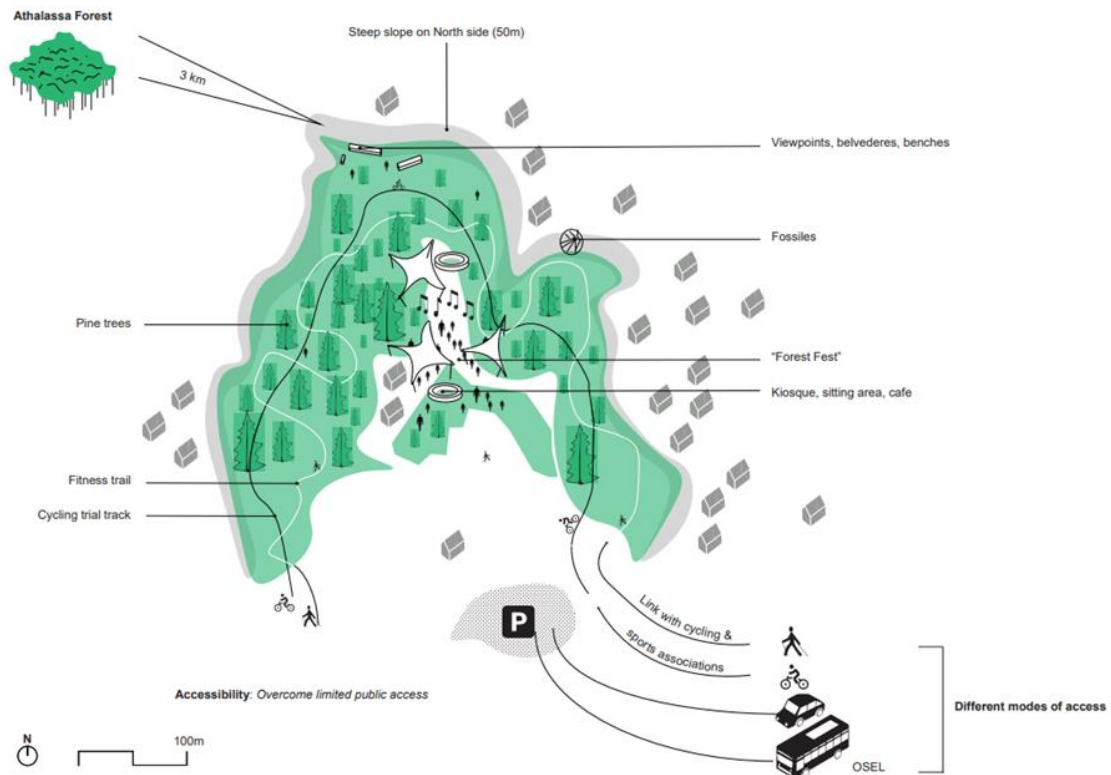 Athalassa Forest
3 km
Steep slope on North side (50m)
Viewpoints, belvederes, benches
Fossiles
Pine trees
"Forest Fest"
Kiosque, sitting area, cafe
Fitness trail
Cycling trial track
P
Link with cycling &
sports associations
Accessibility: Overcome limited public access
Different modes of access
OSEL
N
100m